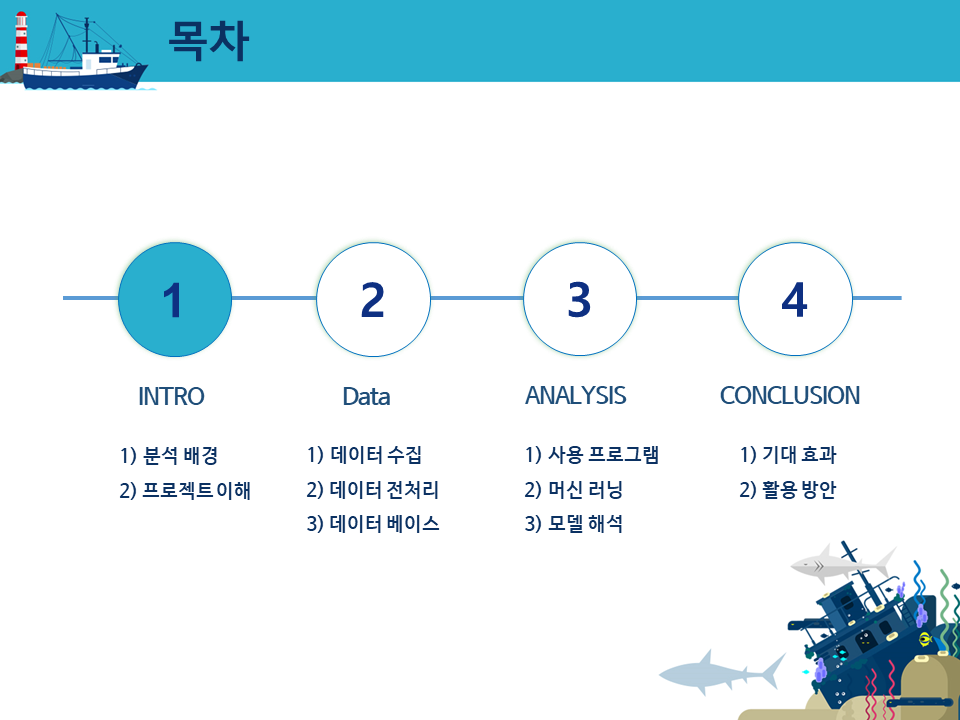 목차
1
2
3
4
INTRO
Data
ANALYSIS
CONCLUSION
1) 분석 배경
2) 프로젝트 이해
1) 데이터 수집
2) 데이터 전처리
3) 데이터 베이스
1) 사용 프로그램
2) 머신 러닝
3) 모델 해석
1) 기대 효과
2) 활용 방안